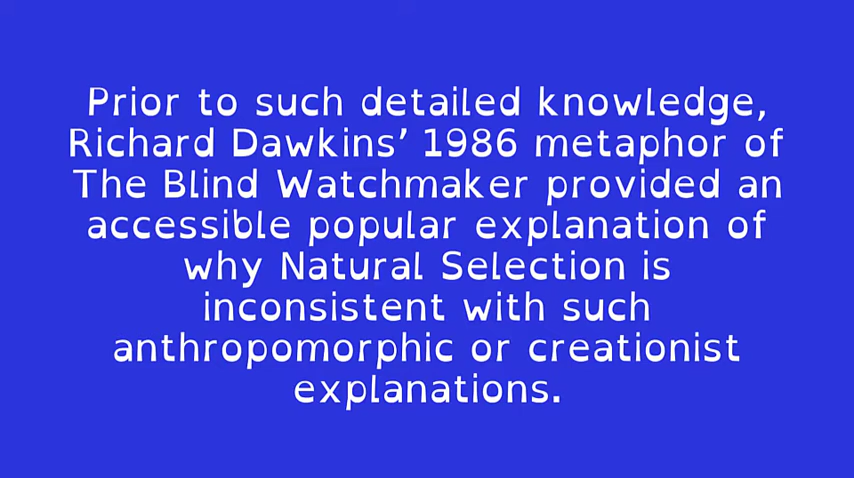 Prior to such detailed knowledge,
Richard Dawkins’ 1986 metaphor of
The Blind Watchmaker provided an
accessible popular explanation of
why Natural Selection is
inconsistent with such
anthropomorphic or creationist
explanations.